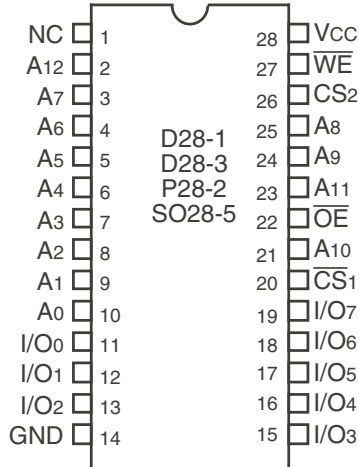 NC 1 28 VCC
A12 2 27 WE
A7 3 26 CS2
A6 4 25 A8
A5 5 D28-1 24 A9
A4 6 D28-3 23 A11
A3 7 P28-2 22 OE
A2 8 SO28-5 21 A10
A1 9 20 CS1
A0 10 19 I/O7
I/O0 11 18 I/O6
I/O1 12 17 I/O5
I/O2 13 16 I/O4
GND 14 15 I/O3